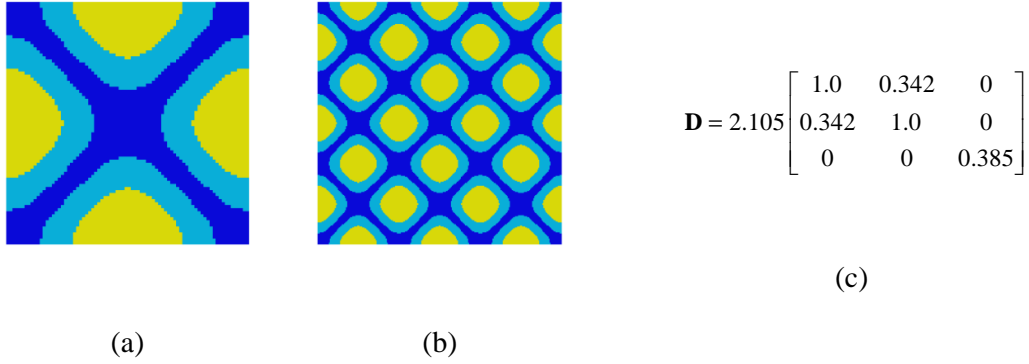 D = 2.105 [ 1.0 0.342 0
0.342 1.0 0
0 0 0.385 ]
(c)
(a) (b)